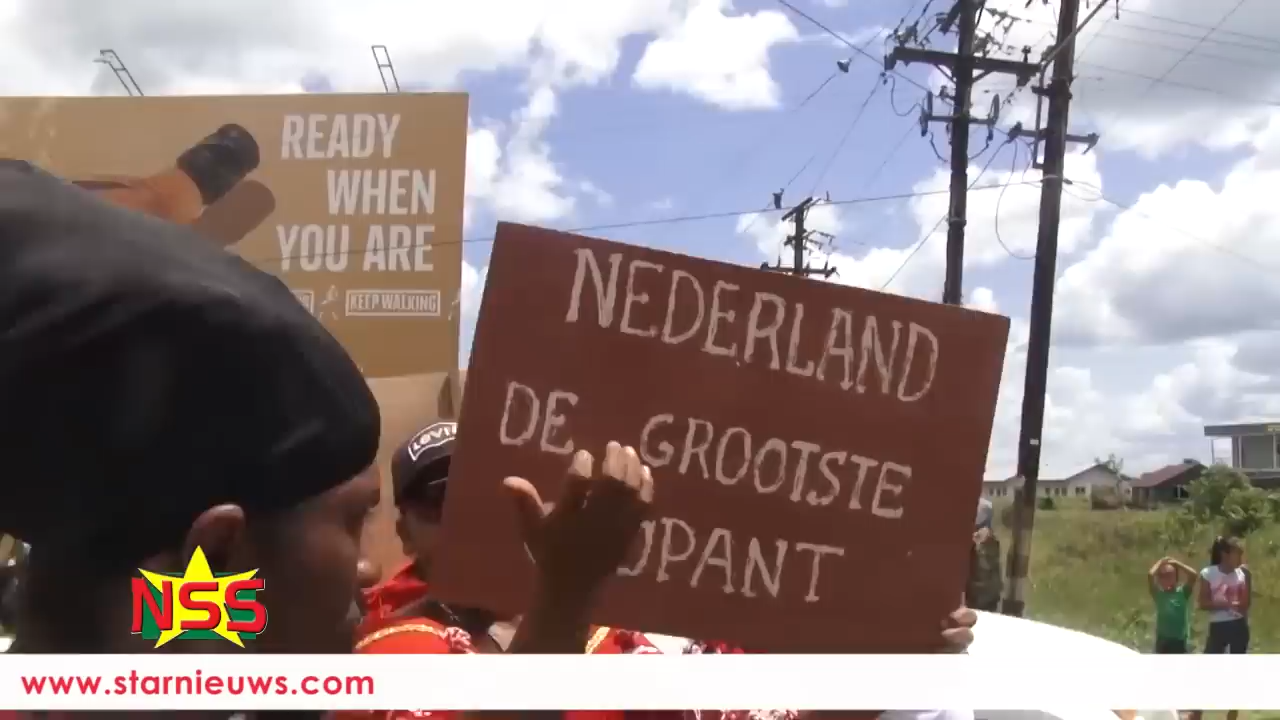 READY
WHEN
YOU ARE
KEEP WALKING
NEDERLAND
DE GROOTSTE
LEVI'S
NSS
www.starnieuws.com